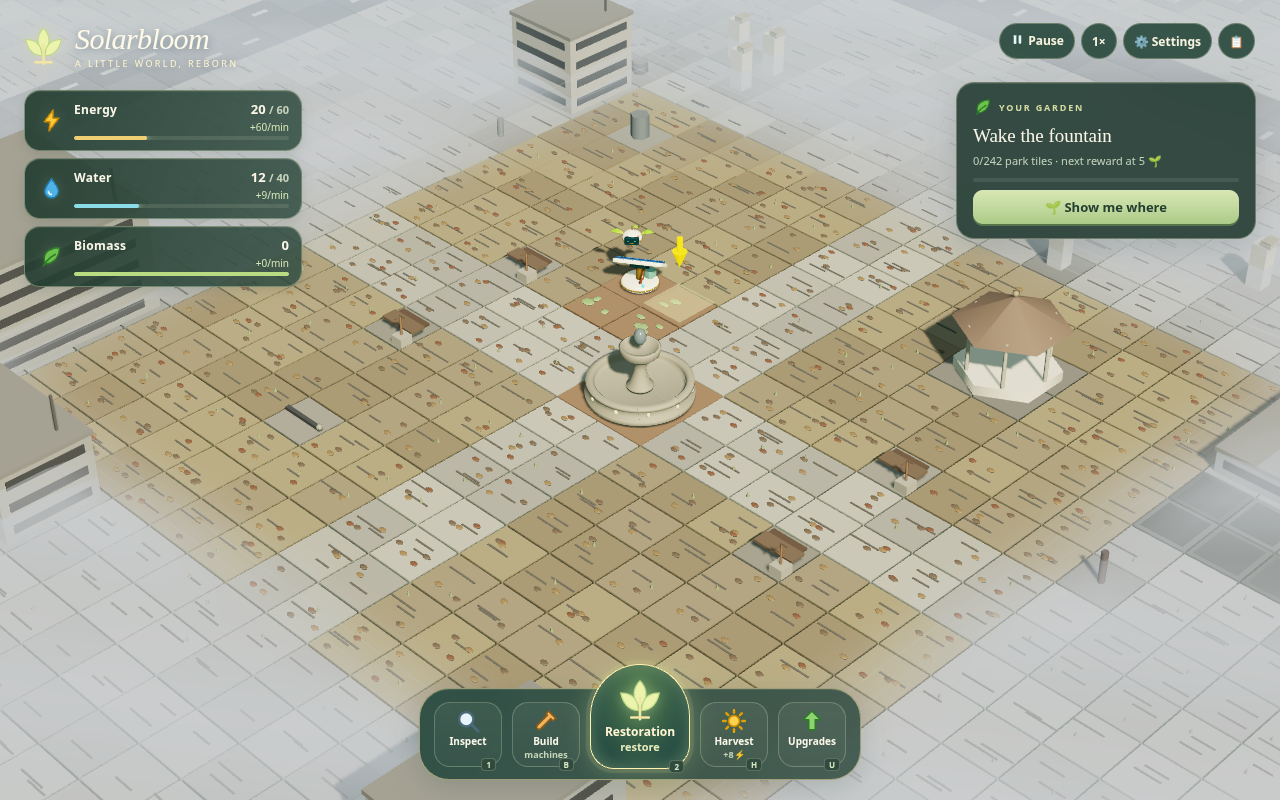 Solarbloom
A LITTLE WORLD, REBORN
Energy
20 / 60
+60/min
Water
12 / 40
+9/min
Biomass
0
+0/min
Pause
1×
Settings
YOUR GARDEN
Wake the fountain
0/242 park tiles · next reward at 5
Show me where
Inspect
1
Build
machines
B
Restoration
restore
2
Harvest
+8
H
Upgrades
U